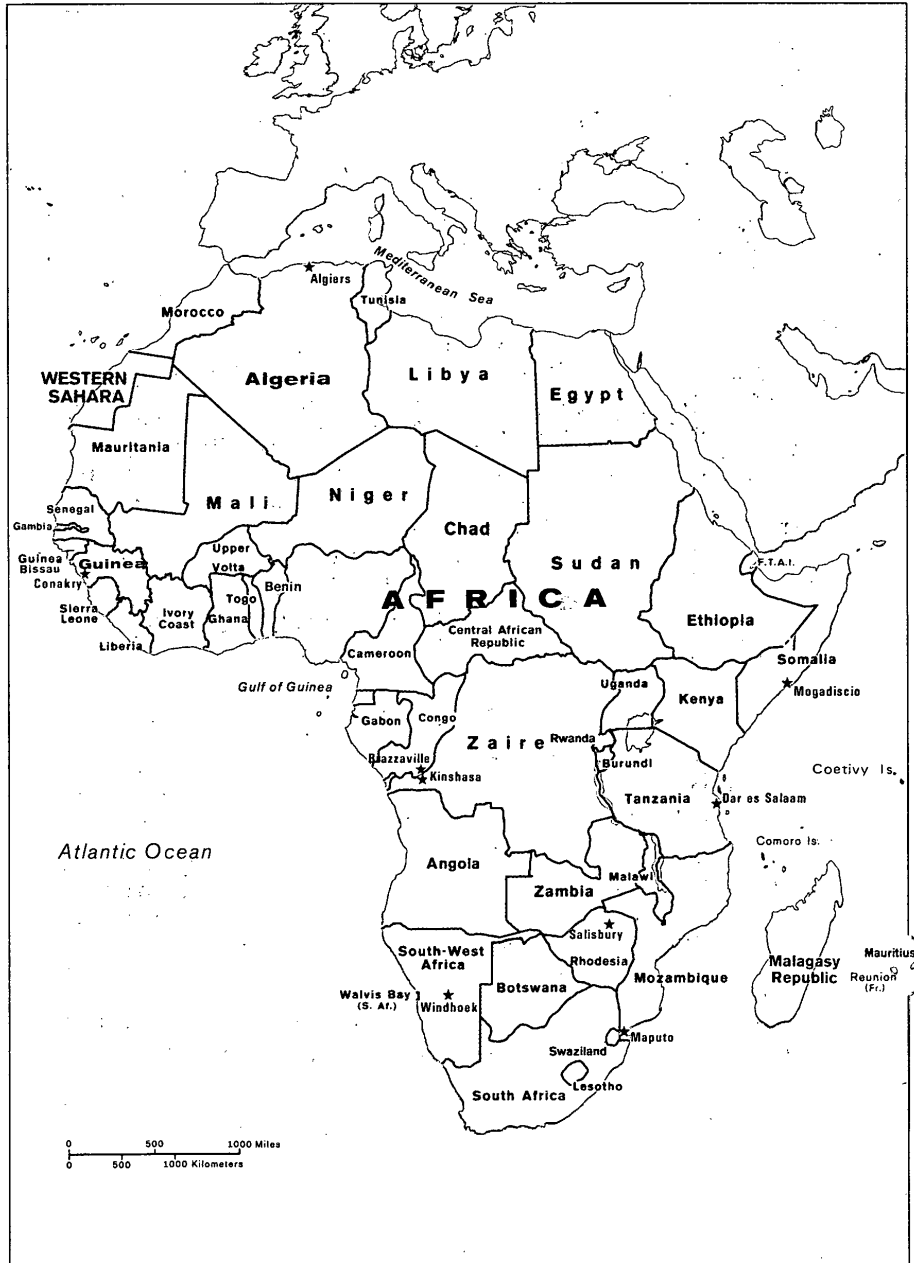 Mediterranean Sea
Algiers
Tunisia
Morocco
WESTERN
SAHARA
Algeria
Libya
Egypt
Mauritania
Mali
Niger
Chad
Sudan
Senegal
Gambia
Guinea
Bissau
Guinea
Conakry
Sierra
Leone
Liberia
Ivory
Coast
Upper
Volta
Togo
Ghana
Benin
AFRICA
F.T.A.I.
Ethiopia
Somalia
Mogadiscio
Central African
Republic
Cameroon
Gulf of Guinea
Gabon
Congo
Zaire
Uganda
Kenya
Rwanda
Burundi
Brazzaville
Kinshasa
Tanzania
Dar es Salaam
Coetivy Is.
Comoro Is.
Atlantic Ocean
Angola
Zambia
Malawi
Salisbury
Rhodesia
Mozambique
South-West
Africa
Walvis Bay
(S. Af.)
Windhoek
Botswana
Malagasy
Republic
Mauritius
Reunion
(Fr.)
Maputo
Swaziland
Lesotho
South Africa
0 500 1000 Miles
0 500 1000 Kilometers